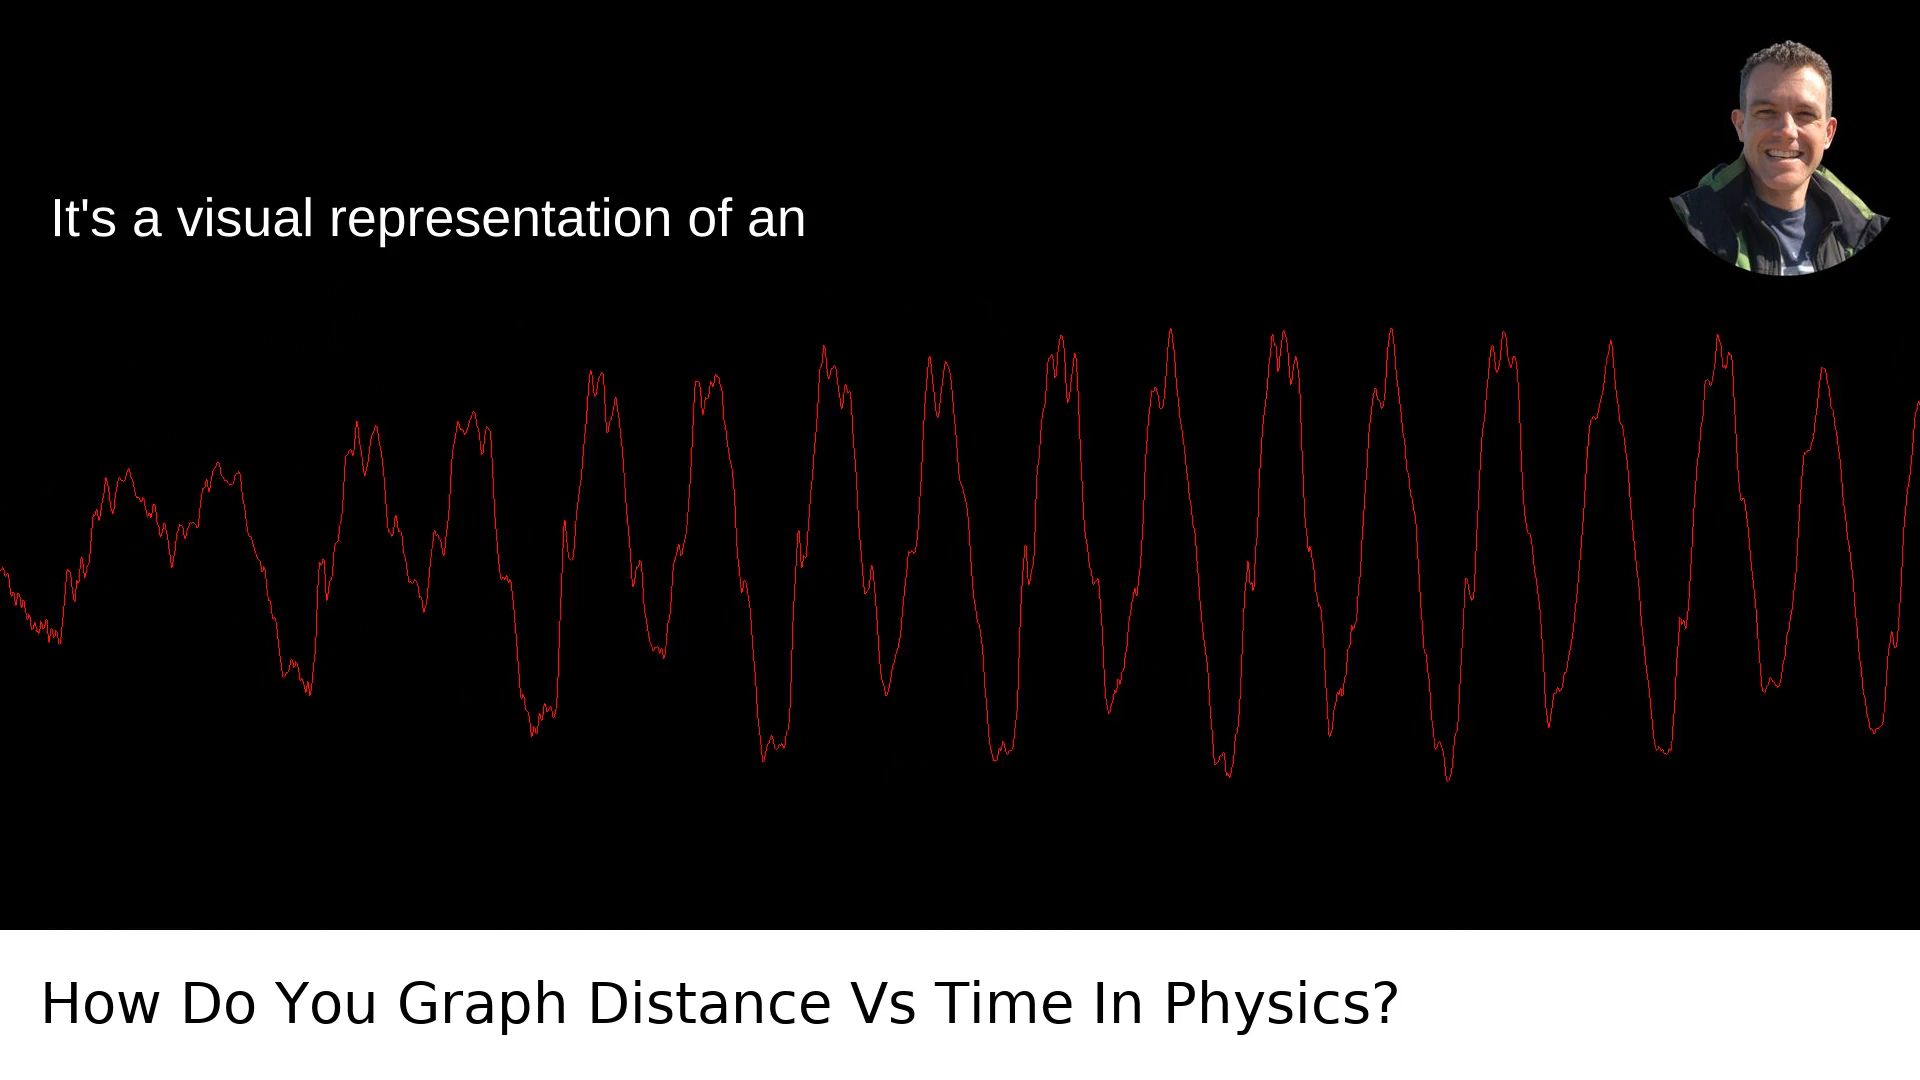 It's a visual representation of an
How Do You Graph Distance Vs Time In Physics?